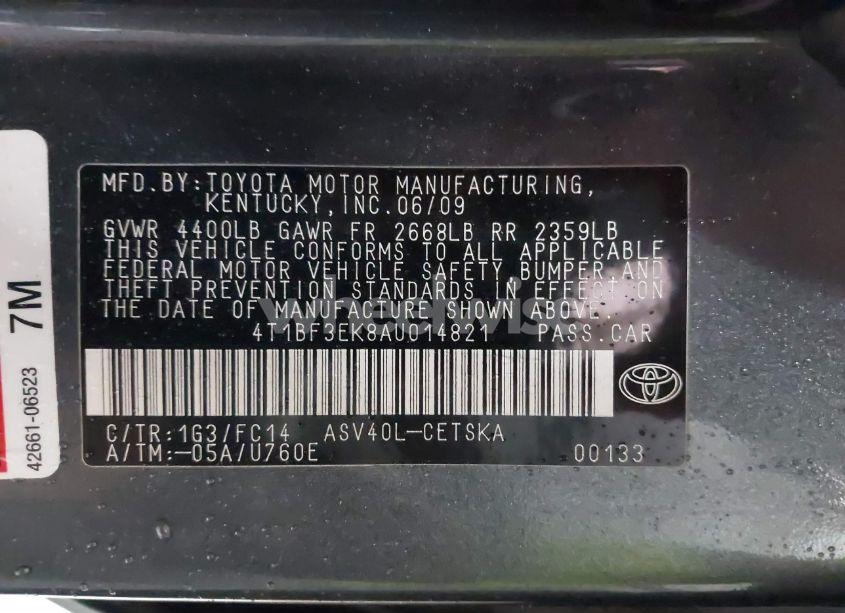 MFD.BY:TOYOTA MOTOR MANUFACTURING,
KENTUCKY,INC.06/09
GVWR 4400LB GAWR FR 2668LB RR 2359LB
THIS VEHICLE CONFORMS TO ALL APPLICABLE
FEDERAL MOTOR VEHICLE SAFETY,BUMPER,AND
THEFT PREVENTION STANDARDS IN EFFECT ON
THE DATE OF MANUFACTURE SHOWN ABOVE.
4T1BF3EK8AU014821 PASS.CAR
C/TR:1G3/FC14 ASV40L-CETSKA
A/TM:-05A/U760E 00133
7M
42661-06523